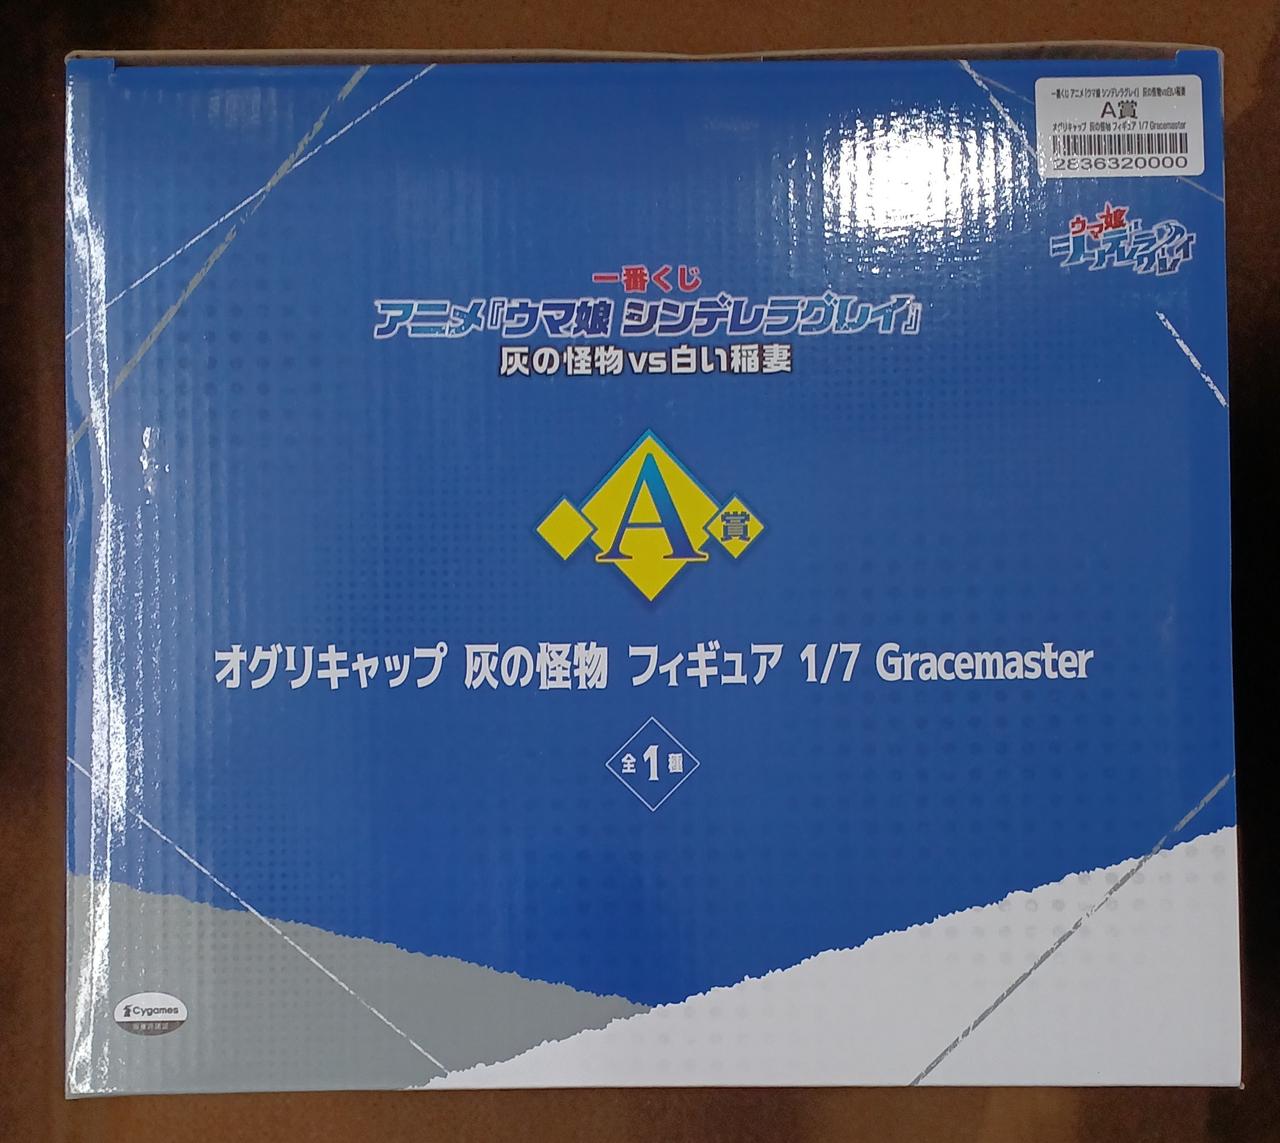 一番くじ アニメ『ウマ娘 シンデレラグレイ』 灰の怪物vs白い稲妻
A賞
オグリキャップ 灰の怪物 フィギュア 1/7 Gracemaster
2836320000
ウマ娘
シンデレラ
グレイ
一番くじ
アニメ『ウマ娘 シンデレラグレイ』
灰の怪物vs白い稲妻
A賞
オグリキャップ 灰の怪物 フィギュア 1/7 Gracemaster
全1種
Cygames
版権許諾証